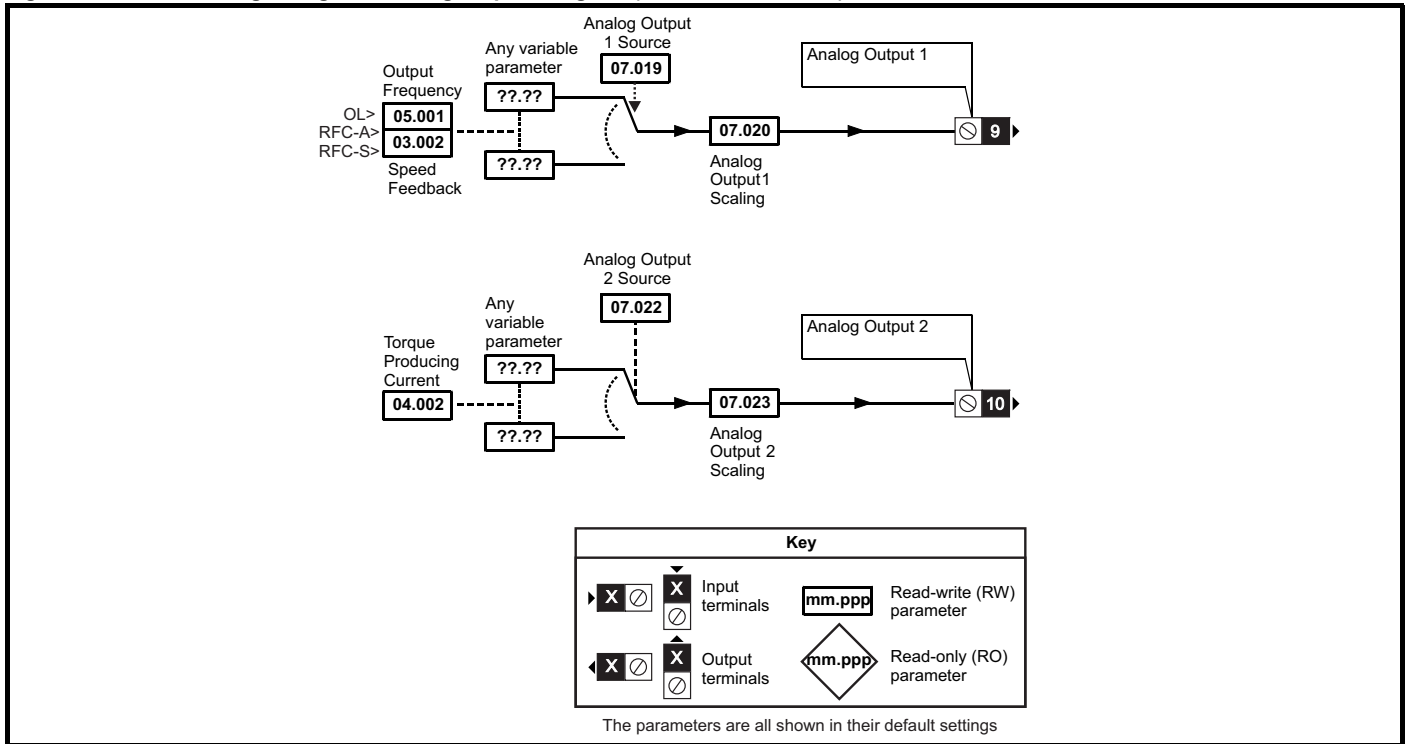 Analog Output
1 Source
07.019
Any variable
parameter
??.??
??.??
Output
Frequency
OL>
RFC-A>
RFC-S>
05.001
03.002
Speed
Feedback
07.020
Analog
Output1
Scaling
Analog Output 1
9
Analog Output
2 Source
07.022
Any
variable
parameter
??.??
??.??
Torque
Producing
Current
04.002
07.023
Analog
Output 2
Scaling
Analog Output 2
10
Key
X
X
Input
terminals
mm.ppp
Read-write (RW)
parameter
X
X
Output
terminals
mm.ppp
Read-only (RO)
parameter
The parameters are all shown in their default settings